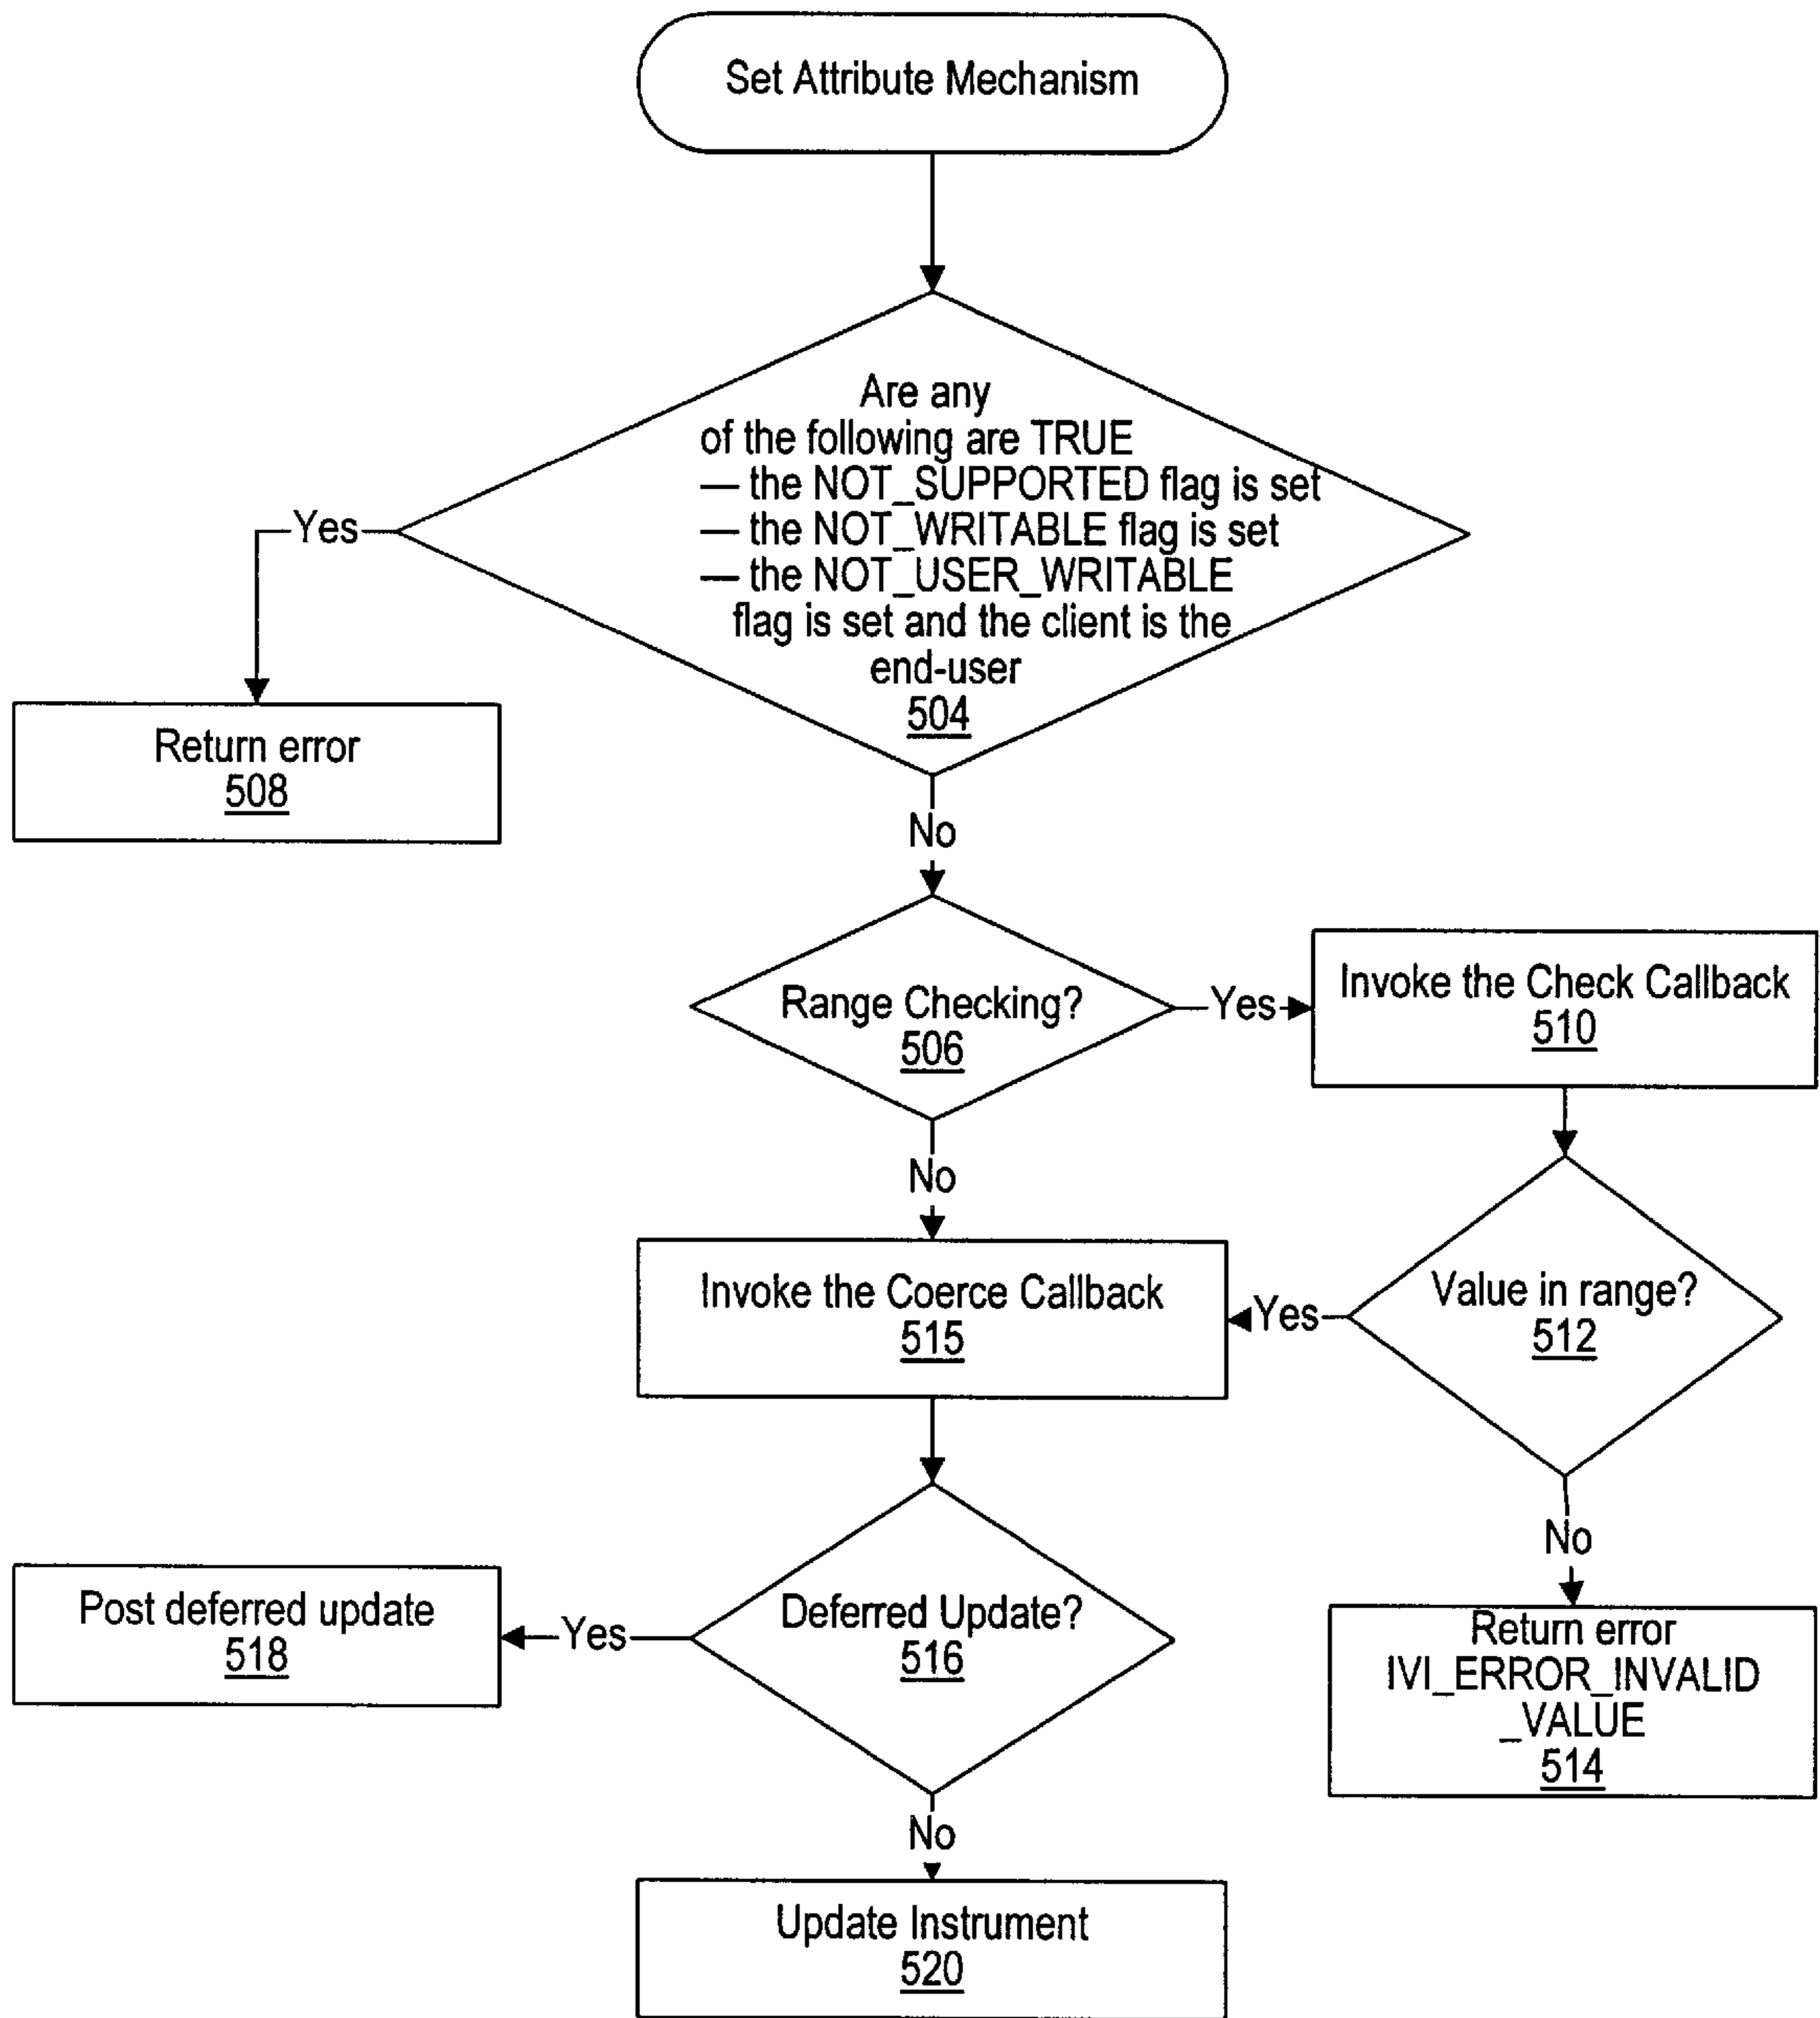 Set Attribute Mechanism
Are any
of the following are TRUE
— the NOT_SUPPORTED flag is set
— the NOT_WRITABLE flag is set
— the NOT_USER_WRITABLE
flag is set and the client is the
end-user
504
Yes
Return error
508
No
Range Checking?
506
Yes
Invoke the Check Callback
510
No
Invoke the Coerce Callback
515
Yes
Value in range?
512
No
Return error
IVI_ERROR_INVALID
_VALUE
514
Deferred Update?
516
Yes
Post deferred update
518
No
Update Instrument
520